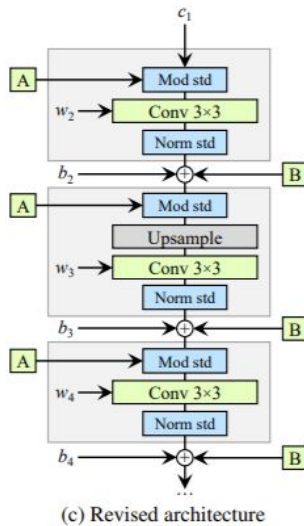 c₁
A
Mod std
w₂
Conv 3×3
Norm std
b₂
+
B
A
Mod std
Upsample
w₃
Conv 3×3
Norm std
b₃
+
B
A
Mod std
w₄
Conv 3×3
Norm std
b₄
+
B
...
(c) Revised architecture